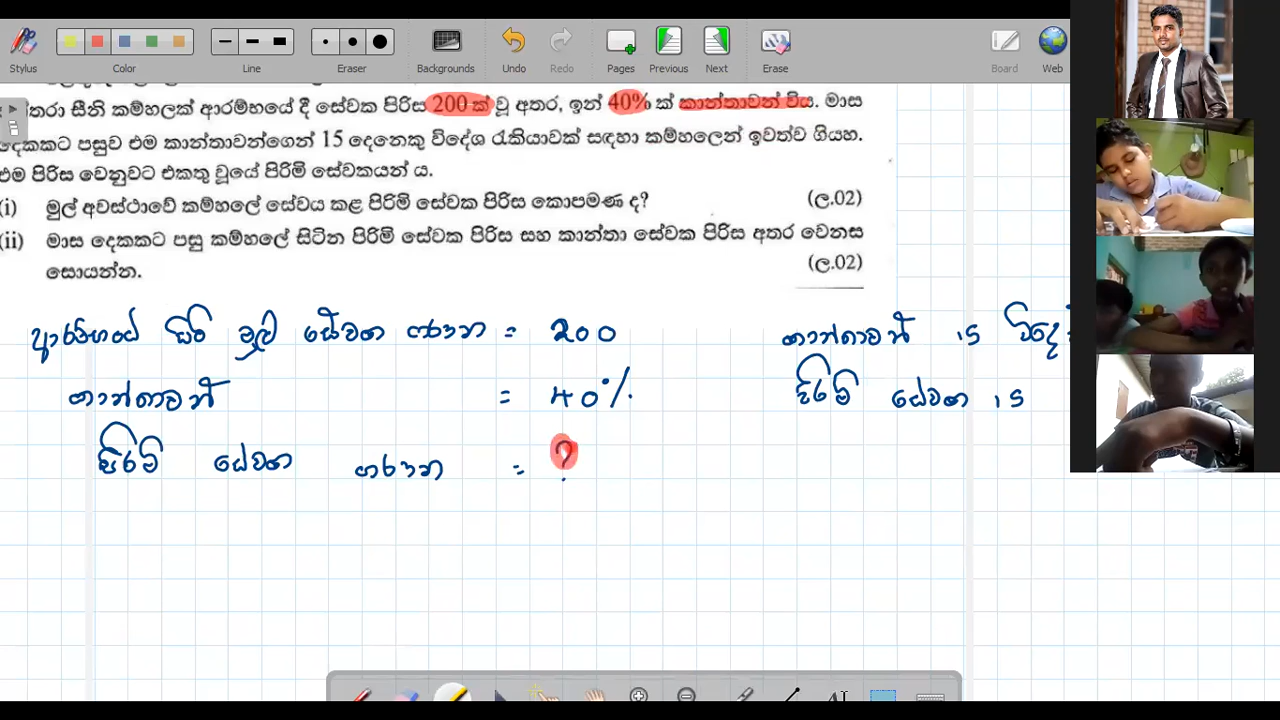 Stylus Color Line Eraser Backgrounds Undo Redo Pages Previous Next Erase Board Web
තරා සීනි කම්හලක් ආරම්භයේ දී සේවක පිරිස 200 ක් වූ අතර, ඉන් 40% ක් කාන්තාවන් විය. මාස
දෙකකට පසුව එම කාන්තාවන්ගෙන් 15 දෙනෙකු විදේශ රැකියාවක් සඳහා කම්හලෙන් ඉවත්ව ගියහ.
එම පිරිස වෙනුවට එකතු වූයේ පිරිමි සේවකයන් ය.
(i) මුල් අවස්ථාවේ කම්හලේ සේවය කළ පිරිමි සේවක පිරිස කොපමණ ද? (ල.02)
(ii) මාස දෙකකට පසු කම්හලේ සිටින පිරිමි සේවක පිරිස සහ කාන්තා සේවක පිරිස අතර වෙනස
සොයන්න. (ල.02)
ආරම්භයේ සිටි මුළු සේවක ගණන = 200 කාන්තාවන් 15 විදේ
කාන්තාවන් = 40% පිරිමි සේවක 15
පිරිමි සේවක ගණන = ?